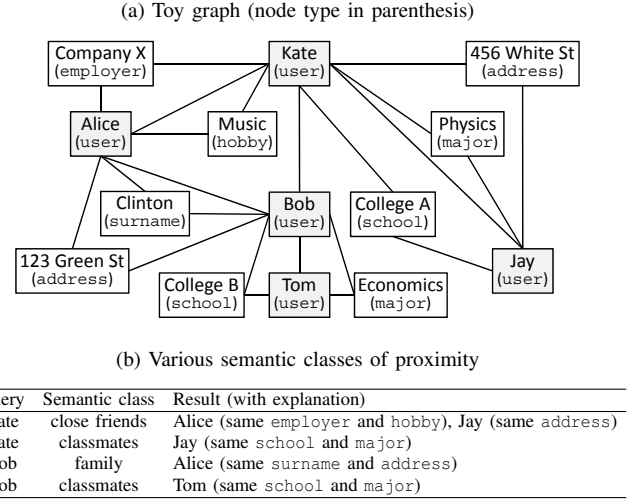 (a) Toy graph (node type in parenthesis)
Company X
(employer)
Kate
(user)
456 White St
(address)
Alice
(user)
Music
(hobby)
Physics
(major)
Clinton
(surname)
Bob
(user)
College A
(school)
123 Green St
(address)
College B
(school)
Tom
(user)
Economics
(major)
Jay
(user)
(b) Various semantic classes of proximity
ery Semantic class Result (with explanation)
ate close friends Alice (same employer and hobby), Jay (same address)
ate classmates Jay (same school and major)
ob family Alice (same surname and address)
ob classmates Tom (same school and major)